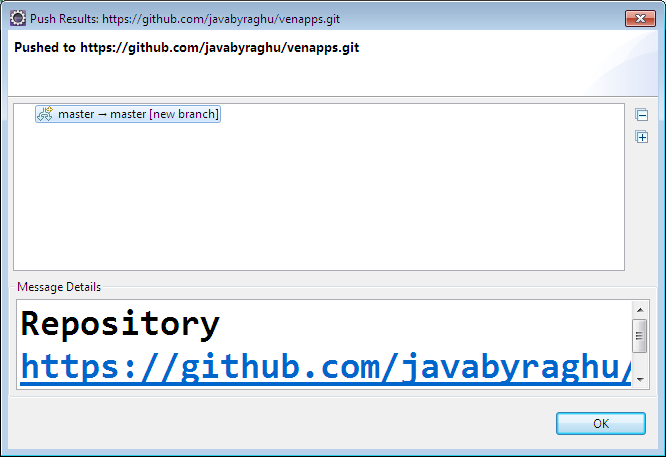 Push Results: https://github.com/javabyraghu/venapps.git
Pushed to https://github.com/javabyraghu/venapps.git
master → master [new branch]
Message Details
Repository
https://github.com/javabyraghu/
OK